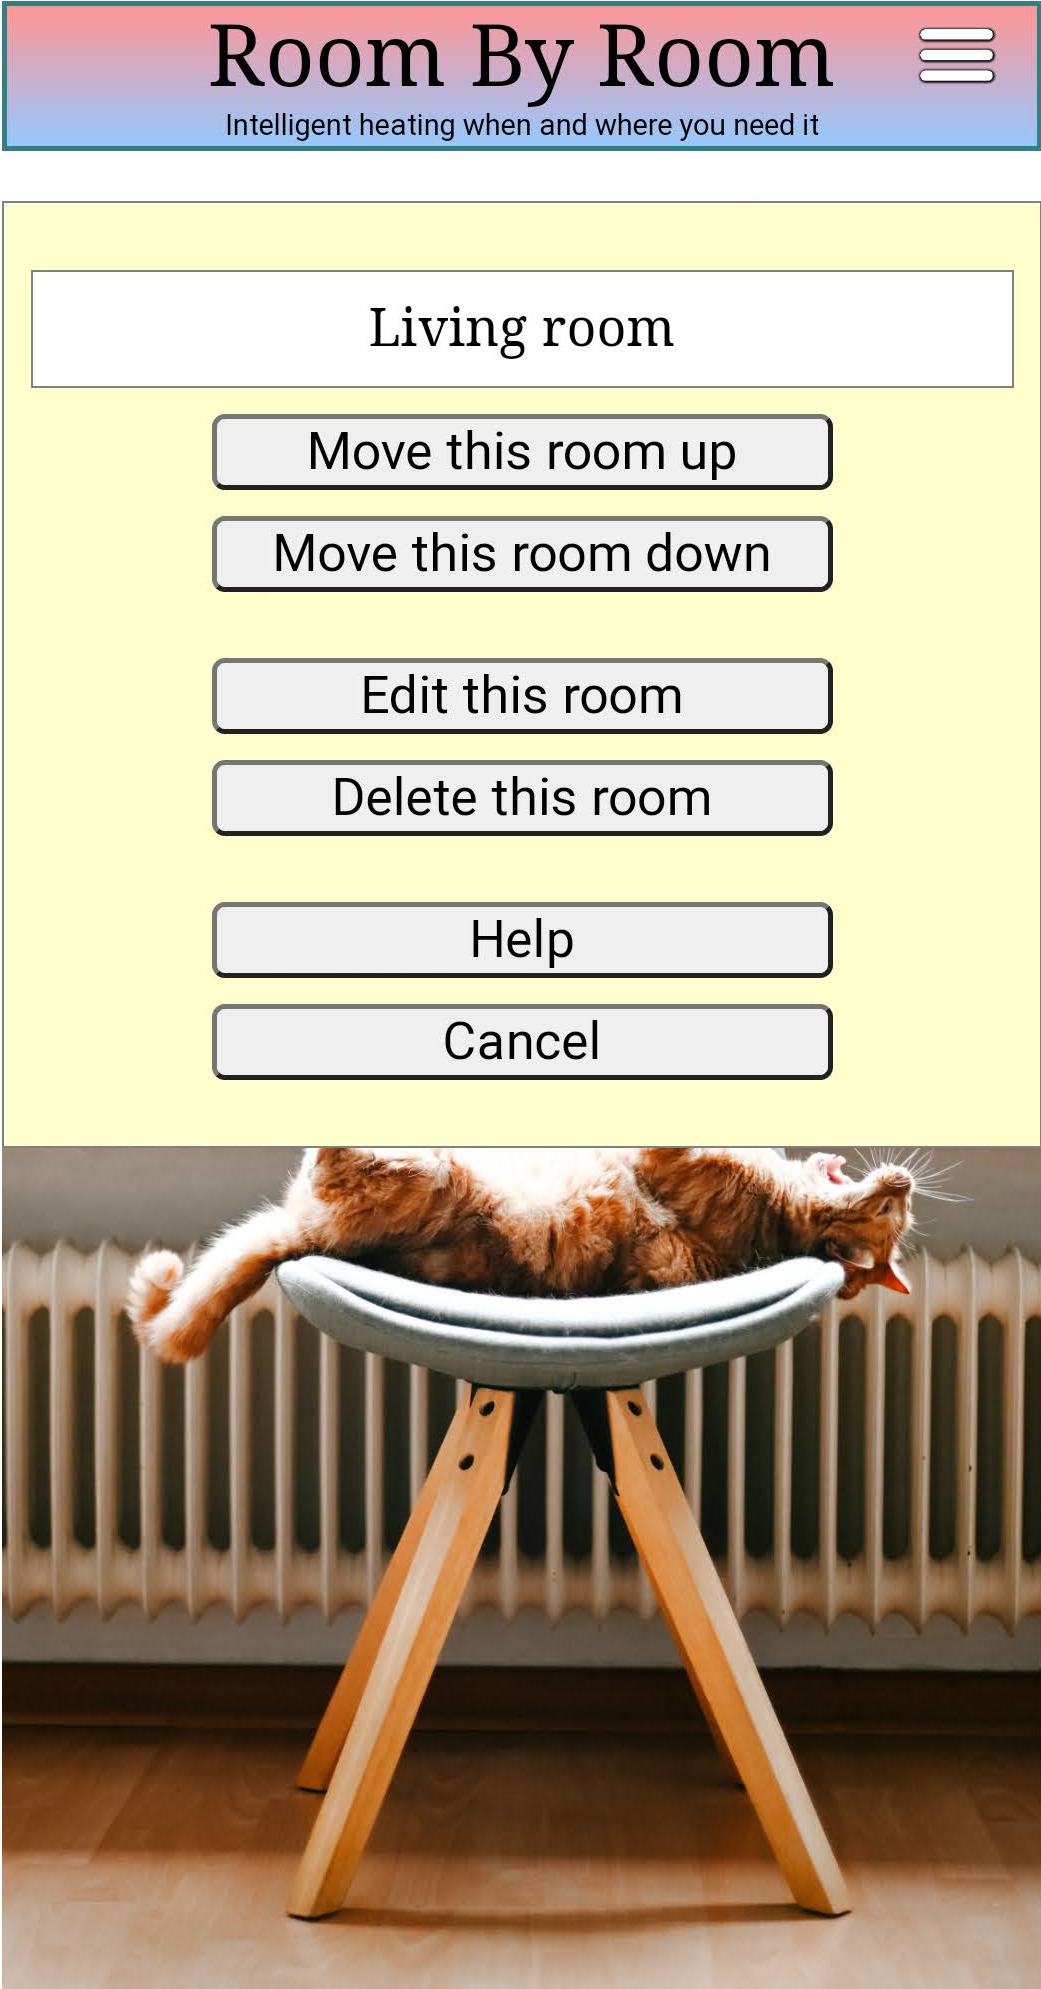 Room By Room
Intelligent heating when and where you need it
Living room
Move this room up
Move this room down
Edit this room
Delete this room
Help
Cancel